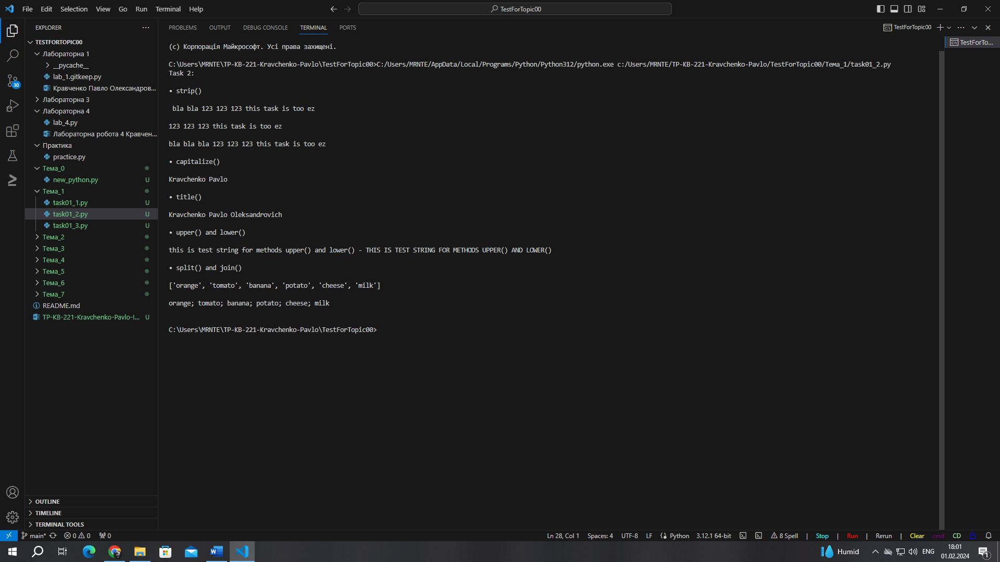 File Edit Selection View Go Run Terminal Help
TestForTopic00
EXPLORER
TESTFORTOPIC00
Лабораторна 1
__pycache__
lab_1.gitkeep.py
Кравченко Павло Олександров...
Лабораторна 3
Лабораторна 4
lab_4.py
Лабораторна робота 4 Кравчен...
Практика
practice.py
Тема_0
new_python.py U
Тема_1
task01_1.py U
task01_2.py U
task01_3.py U
Тема_2
Тема_3
Тема_4
Тема_5
Тема_6
Тема_7
README.md
TP-KB-221-Kravchenko-Pavlo-I... U
OUTLINE
TIMELINE
TERMINAL TOOLS
30
PROBLEMS OUTPUT DEBUG CONSOLE TERMINAL PORTS
TestForTopic00
TestForTo...
(c) Корпорація Майкрософт. Усі права захищені.
C:\Users\MRNTE\TP-KB-221-Kravchenko-Pavlo\TestForTopic00>C:/Users/MRNTE/AppData/Local/Programs/Python/Python312/python.exe c:/Users/MRNTE/TP-KB-221-Kravchenko-Pavlo/TestForTopic00/Тема_1/task01_2.py
Task 2:
• strip()
bla bla 123 123 123 this task is too ez
123 123 123 this task is too ez
bla bla bla 123 123 123 this task is too ez
• capitalize()
Kravchenko Pavlo
• title()
Kravchenko Pavlo Oleksandrovich
• upper() and lower()
this is test string for methods upper() and lower() - THIS IS TEST STRING FOR METHODS UPPER() AND LOWER()
• split() and join()
['orange', 'tomato', 'banana', 'potato', 'cheese', 'milk']
orange; tomato; banana; potato; cheese; milk
C:\Users\MRNTE\TP-KB-221-Kravchenko-Pavlo\TestForTopic00>
main* 0 0 0 Ln 28, Col 1 Spaces: 4 UTF-8 LF Python 3.12.1 64-bit 8 Spell | Stop | Run | Rerun | Clear cmd CD
Humid ENG 18:01
01.02.2024
1